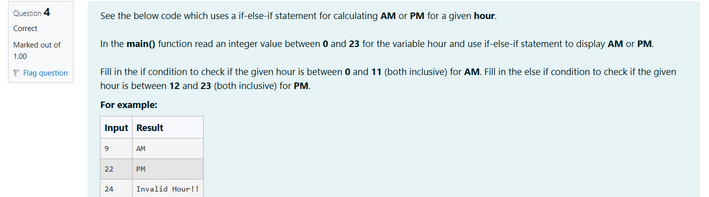 Question 4
Correct
Marked out of
1.00
Flag question
See the below code which uses a if-else-if statement for calculating AM or PM for a given hour.
In the main() function read an integer value between 0 and 23 for the variable hour and use if-else-if statement to display AM or PM.
Fill in the if condition to check if the given hour is between 0 and 11 (both inclusive) for AM. Fill in the else if condition to check if the given
hour is between 12 and 23 (both inclusive) for PM.
For example:
Input Result
9 AM
22 PM
24 Invalid Hour!!